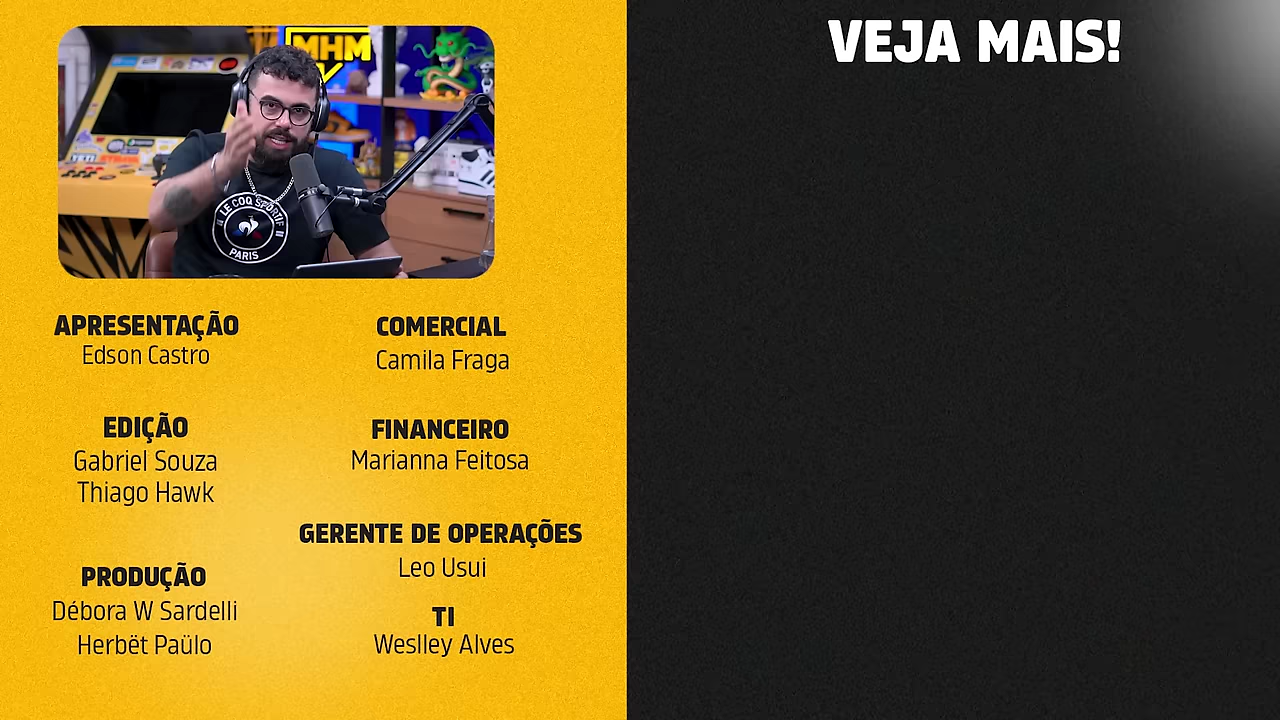 MHM
LE COQ SPORTIF
PARIS
YETI
APRESENTAÇÃO
Edson Castro
EDIÇÃO
Gabriel Souza
Thiago Hawk
PRODUÇÃO
Débora W Sardelli
Herbët Paülo
COMERCIAL
Camila Fraga
FINANCEIRO
Marianna Feitosa
GERENTE DE OPERAÇÕES
Leo Usui
TI
Weslley Alves
VEJA MAIS!